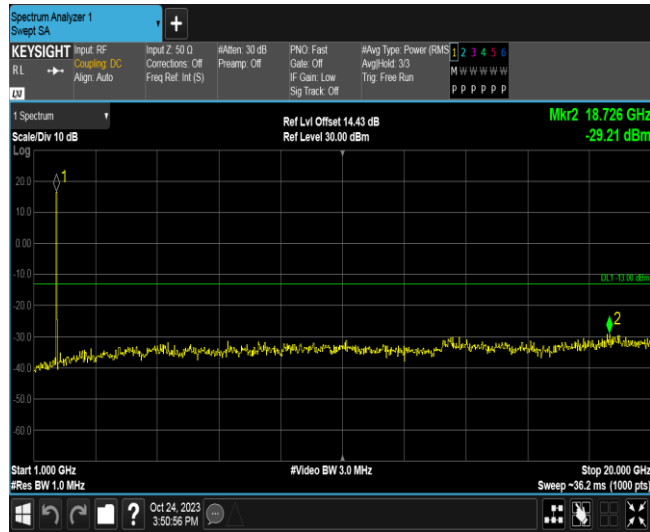 Spectrum Analyzer 1
Swept SA
KEYSIGHT
RL
LXI
Input: RF
Coupling: DC
Align: Auto
Input Z: 50 Ω
Corrections: Off
Freq Ref: Int (S)
#Atten: 30 dB
Preamp: Off
PNO: Fast
Gate: Off
IF Gain: Low
Sig Track: Off
#Avg Type: Power (RMS
Avg|Hold: 3/3
Trig: Free Run
1 2 3 4 5 6
M W W W W W
P P P P P P
1 Spectrum
Scale/Div 10 dB
Ref Lvl Offset 14.43 dB
Ref Level 30.00 dBm
Mkr2 18.726 GHz
-29.21 dBm
Log
20.0
10.0
0.00
-10.0
-20.0
-30.0
-40.0
-50.0
-60.0
1
DL1 -13.00 dBm
2
Start 1.000 GHz
#Res BW 1.0 MHz
#Video BW 3.0 MHz
Stop 20.000 GHz
Sweep ~36.2 ms (1000 pts)
?
Oct 24, 2023
3:50:56 PM